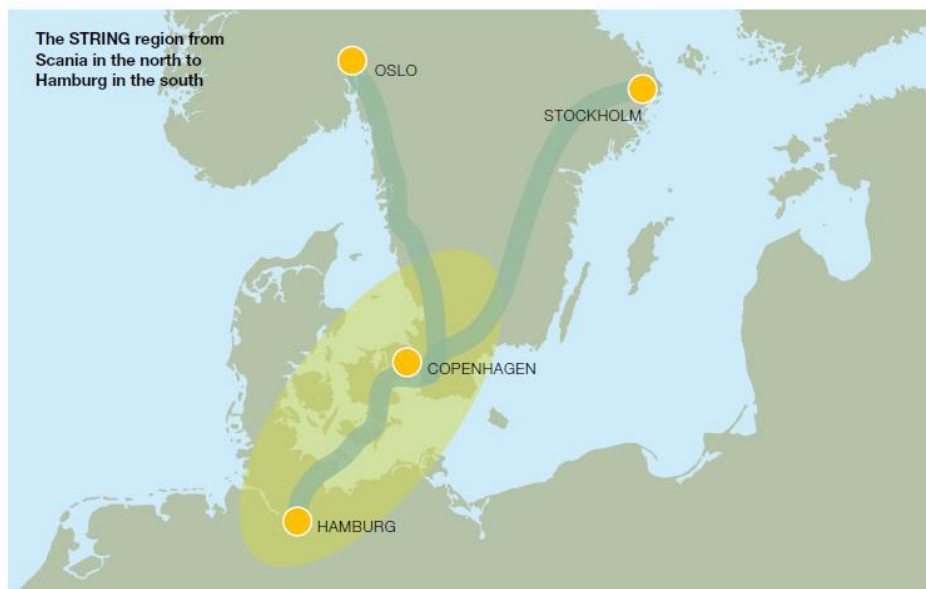 The STRING region from
Scania in the north to
Hamburg in the south
OSLO
STOCKHOLM
COPENHAGEN
HAMBURG